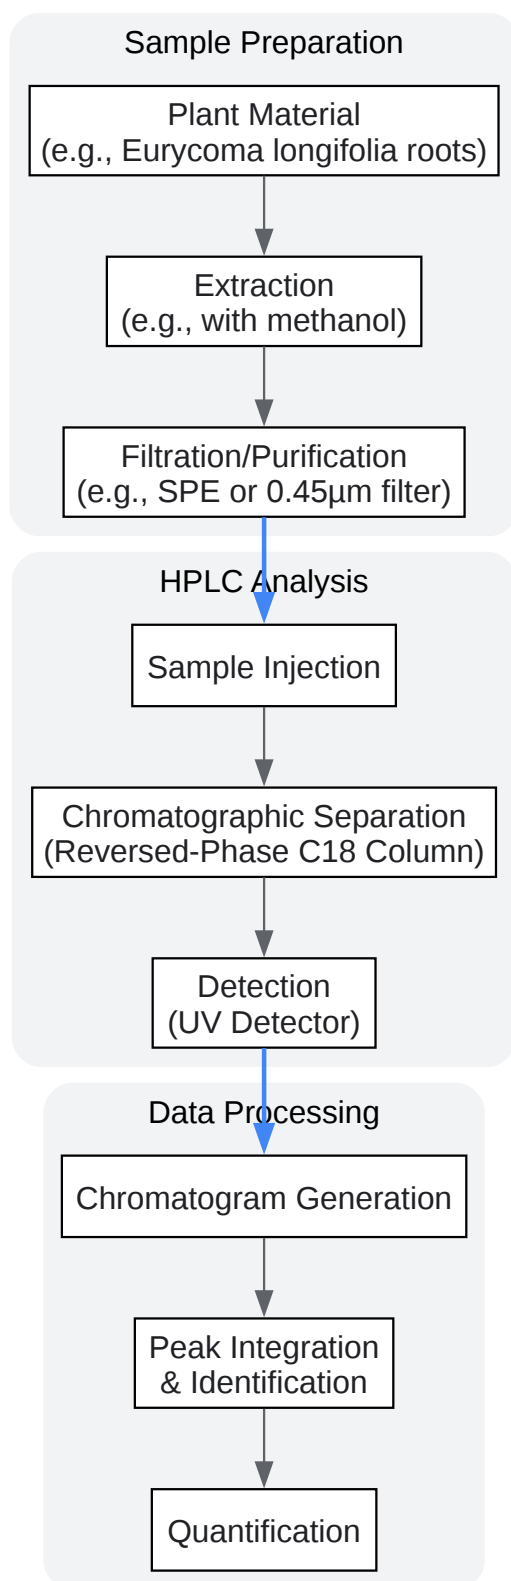 Sample Preparation
Plant Material
(e.g., Eurycoma longifolia roots)
Extraction
(e.g., with methanol)
Filtration/Purification
(e.g., SPE or 0.45µm filter)
HPLC Analysis
Sample Injection
Chromatographic Separation
(Reversed-Phase C18 Column)
Detection
(UV Detector)
Data Processing
Chromatogram Generation
Peak Integration
& Identification
Quantification